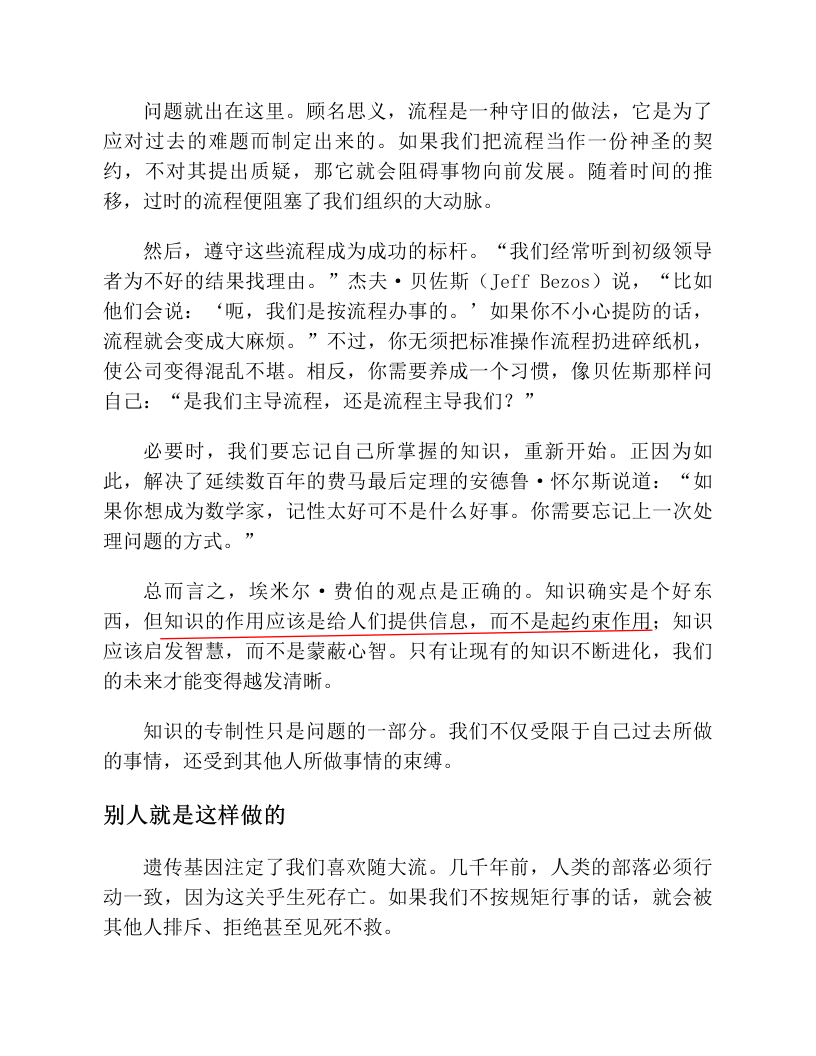 问题就出在这里。顾名思义，流程是一种守旧的做法，它是为了
应对过去的难题而制定出来的。如果我们把流程当作一份神圣的契
约，不对其提出质疑，那它就会阻碍事物向前发展。随着时间的推
移，过时的流程便阻塞了我们组织的大动脉。
然后，遵守这些流程成为成功的标杆。“我们经常听到初级领导
者为不好的结果找理由。”杰夫·贝佐斯（Jeff Bezos）说，“比如
他们会说：‘呃，我们是按流程办事的。’如果你不小心提防的话，
流程就会变成大麻烦。”不过，你无须把标准操作流程扔进碎纸机，
使公司变得混乱不堪。相反，你需要养成一个习惯，像贝佐斯那样问
自己：“是我们主导流程，还是流程主导我们？”
必要时，我们要忘记自己所掌握的知识，重新开始。正因为如
此，解决了延续数百年的费马最后定理的安德鲁·怀尔斯说道：“如
果你想成为数学家，记性太好可不是什么好事。你需要忘记上一次处
理问题的方式。”
总而言之，埃米尔·费伯的观点是正确的。知识确实是个好东
西，但知识的作用应该是给人们提供信息，而不是起约束作用；知识
应该启发智慧，而不是蒙蔽心智。只有让现有的知识不断进化，我们
的未来才能变得越发清晰。
知识的专制性只是问题的一部分。我们不仅受限于自己过去所做
的事情，还受到其他人所做事情的束缚。
别人就是这样做的
遗传基因注定了我们喜欢随大流。几千年前，人类的部落必须行
动一致，因为这关乎生死存亡。如果我们不按规矩行事的话，就会被
其他人排斥、拒绝甚至见死不救。